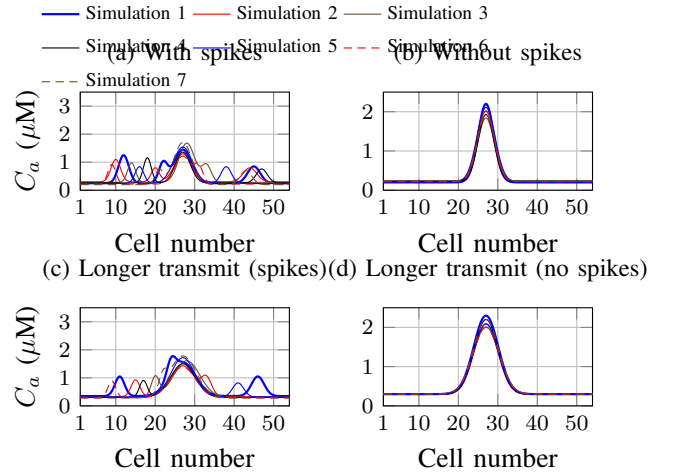 Simulation 1 Simulation 2 Simulation 3
Simulation 4 Simulation 5 Simulation 6
(a) With spikes (b) Without spikes
Simulation 7
3
2
1
0
C_a (μM)
1 10 20 30 40 50
Cell number
2
1
0
1 10 20 30 40 50
Cell number
(c) Longer transmit (spikes)(d) Longer transmit (no spikes)
3
2
1
0
C_a (μM)
1 10 20 30 40 50
Cell number
2
1
0
1 10 20 30 40 50
Cell number